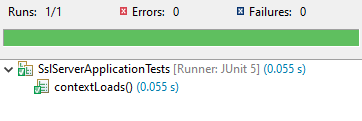 Runs: 1/1 Errors: 0 Failures: 0
SslServerApplicationTests [Runner: JUnit 5] (0.055 s)
contextLoads() (0.055 s)